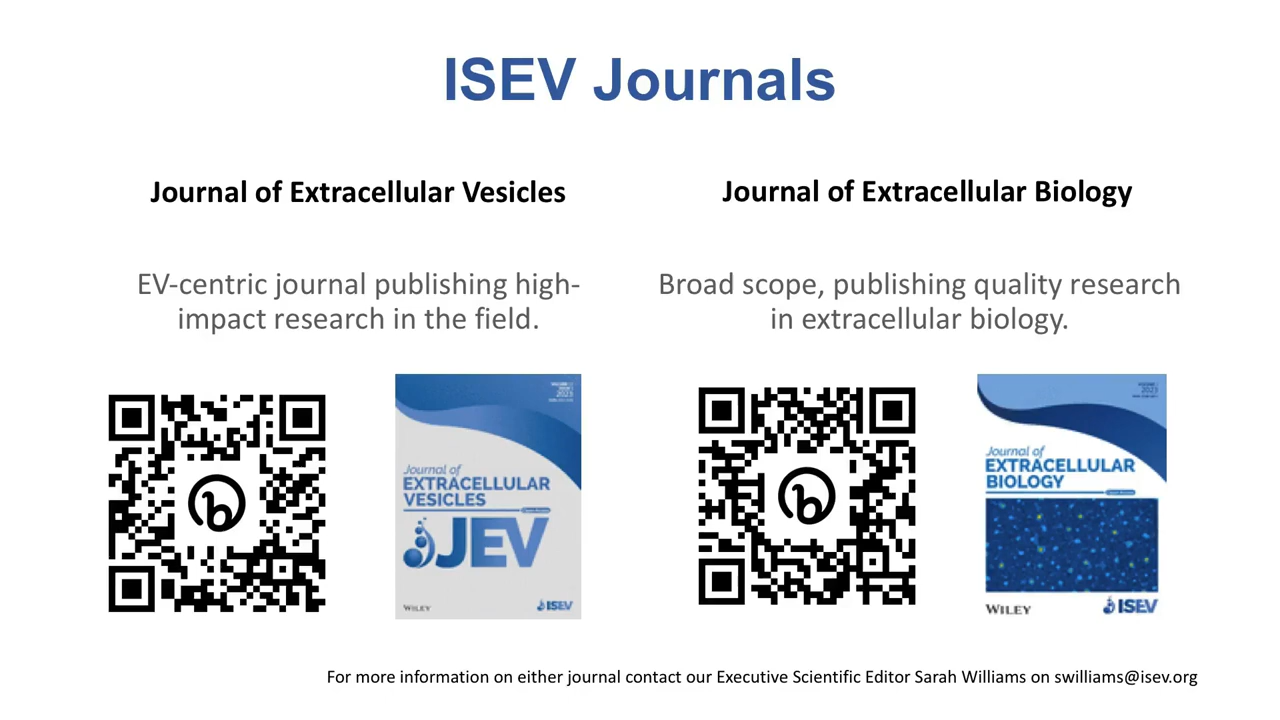 ISEV Journals
Journal of Extracellular Vesicles
EV-centric journal publishing high-
impact research in the field.
2023
Journal of
EXTRACELLULAR
VESICLES
JEV
WILEY
ISEV
Journal of Extracellular Biology
Broad scope, publishing quality research
in extracellular biology.
2023
Journal of
EXTRACELLULAR
BIOLOGY
WILEY
ISEV
For more information on either journal contact our Executive Scientific Editor Sarah Williams on swilliams@isev.org